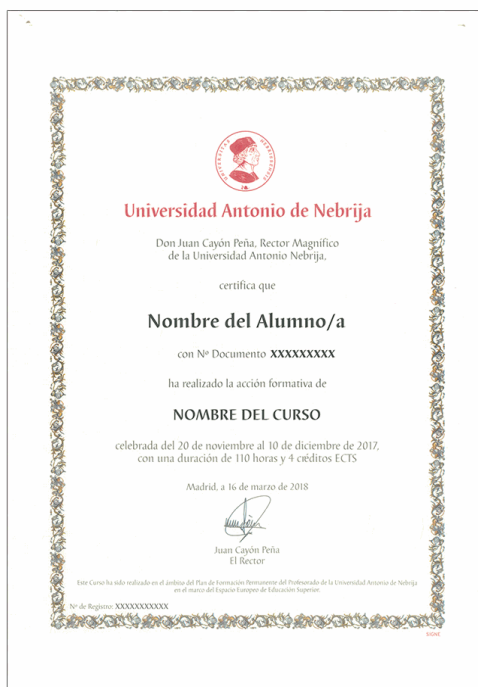 UNIVERSITAS NEBRISSENSIS
Universidad Antonio de Nebrija
Don Juan Cayón Peña, Rector Magnífico
de la Universidad Antonio Nebrija,
certifica que
Nombre del Alumno/a
con Nº Documento XXXXXXXXX
ha realizado la acción formativa de
NOMBRE DEL CURSO
celebrada del 20 de noviembre al 10 de diciembre de 2017,
con una duración de 110 horas y 4 créditos ECTS
Madrid, a 16 de marzo de 2018
Juan Cayón Peña
El Rector
Este Curso ha sido realizado en el ámbito del Plan de Formación Permanente del Profesorado de la Universidad Antonio de Nebrija
en el marco del Espacio Europeo de Educación Superior.
Nº de Registro: XXXXXXXXXXX
SIGNE